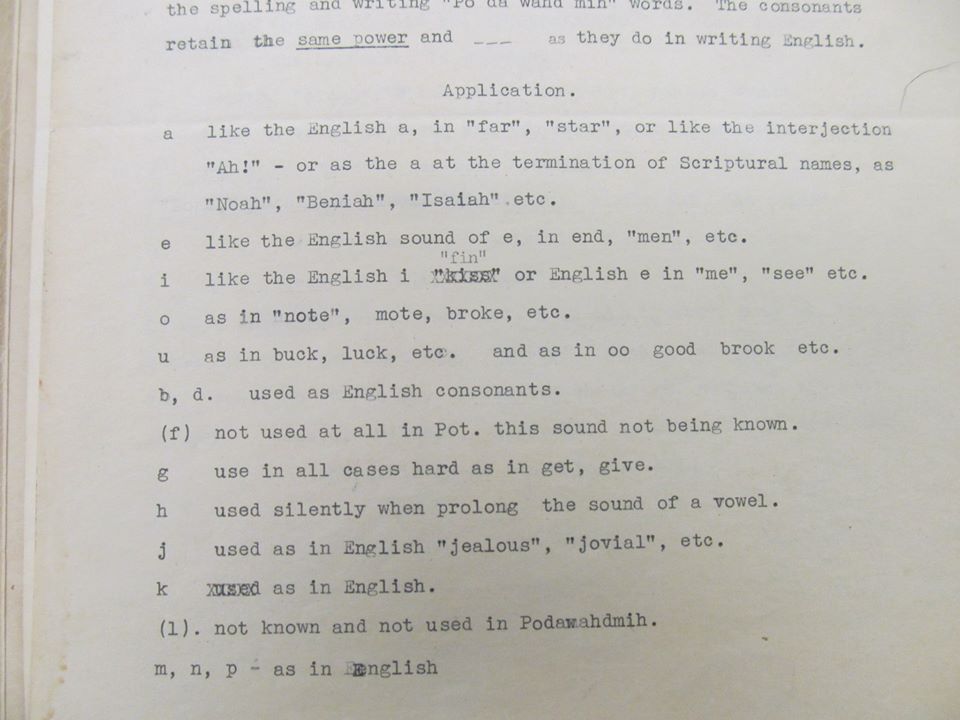 the spelling and writing "Po da wahd mih" words. The consonants
retain the same power and ___ as they do in writing English.
Application.
a like the English a, in "far", "star", or like the interjection
"Ah!" - or as the a at the termination of Scriptural names, as
"Noah", "Beniah", "Isaiah" etc.
e like the English sound of e, in end, "men", etc.
"fin"
i like the English i "kiss" or English e in "me", "see" etc.
o as in "note", mote, broke, etc.
u as in buck, luck, etc. and as in oo good brook etc.
b, d. used as English consonants.
(f) not used at all in Pot. this sound not being known.
g use in all cases hard as in get, give.
h used silently when prolong the sound of a vowel.
j used as in English "jealous", "jovial", etc.
k used as in English.
(l). not known and not used in Podawahdmih.
m, n, p - as in English